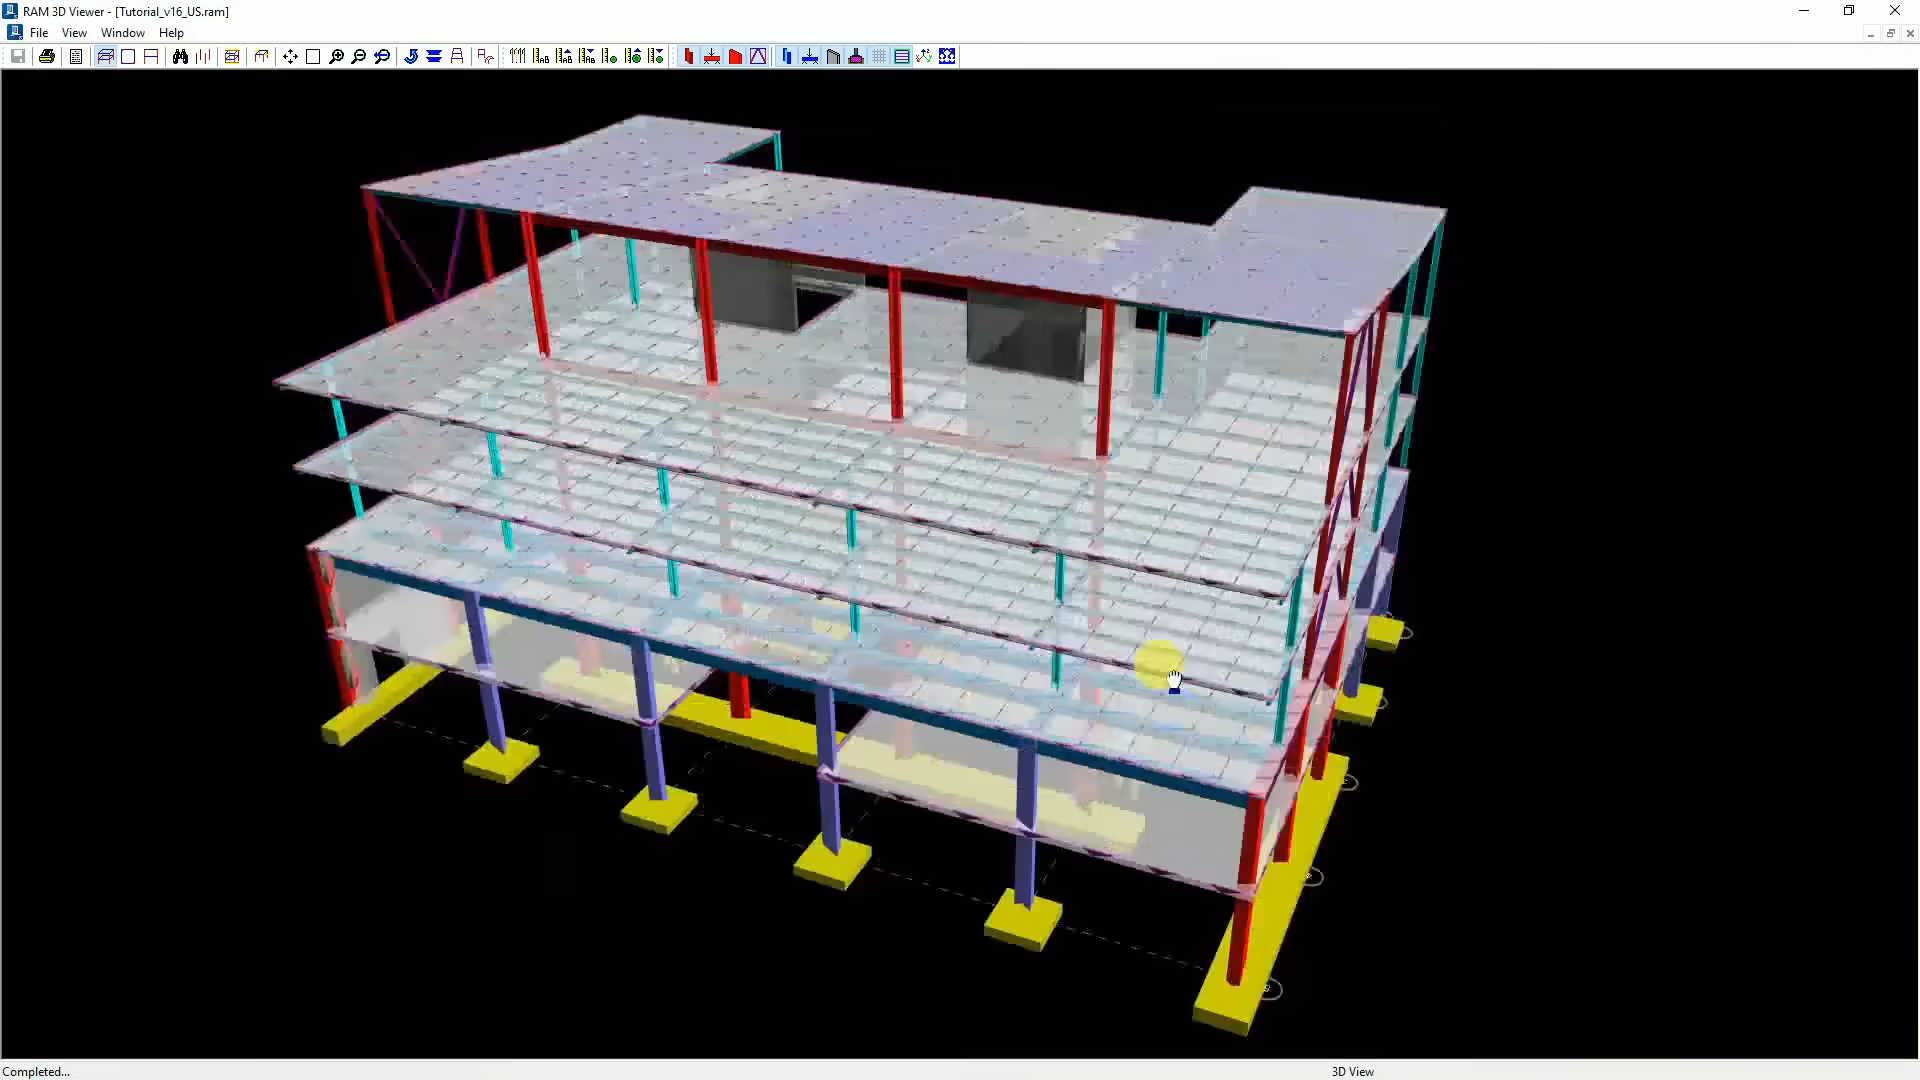 RAM 3D Viewer - [Tutorial_v16_US.ram]
File View Window Help
Completed...
3D View